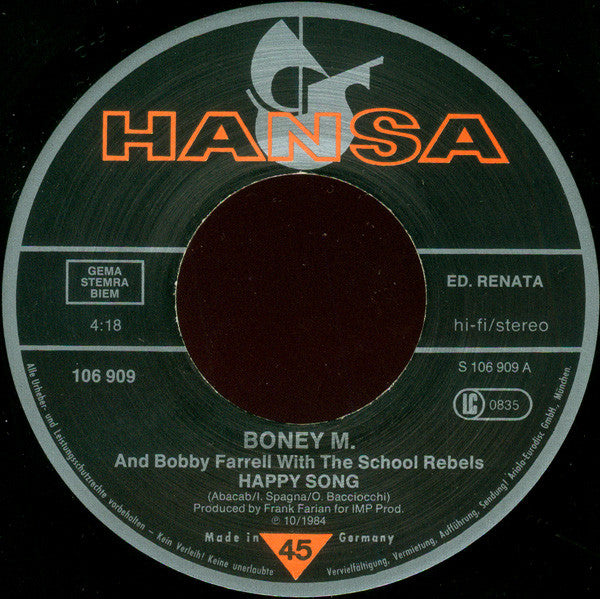 HANSA
GEMA
STEMRA
BIEM
4:18
ED. RENATA
hi-fi/stereo
106 909
S 106 909 A
LC 0835
BONEY M.
And Bobby Farrell With The School Rebels
HAPPY SONG
(Abacab/I. Spagna/O. Bacciocchi)
Produced by Frank Farian for IMP Prod.
℗ 10/1984
Made in Germany
45
Alle Urheber- und Leistungsschutzrechte vorbehalten - Kein Verleih! Keine unerlaubte Vervielfältigung, Vermietung, Aufführung, Sendung! Ariola-Eurodisc GmbH, München.